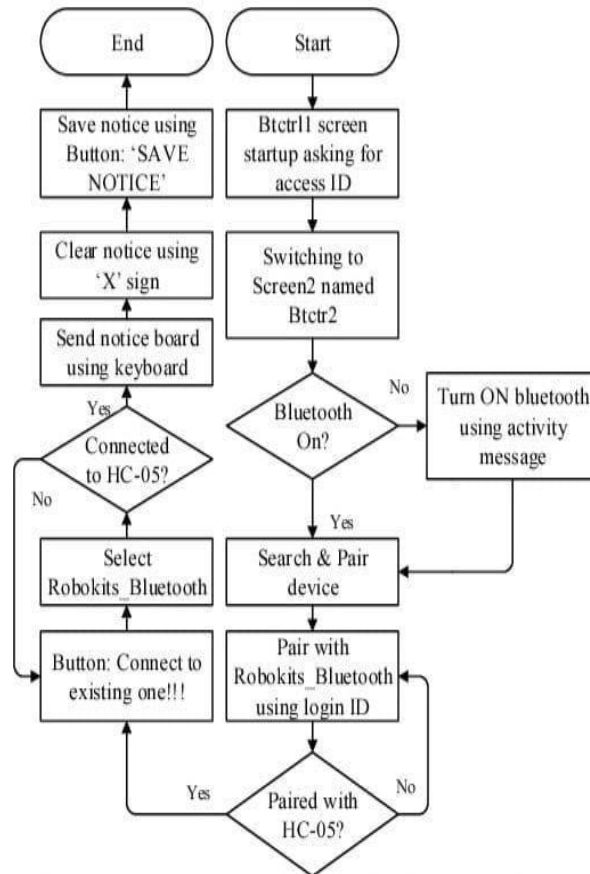 Start
Btctrl1 screen
startup asking for
access ID
Switching to
Screen2 named
Btctr2
Bluetooth
On?
No
Turn ON bluetooth
using activity
message
Yes
Search & Pair
device
Pair with
Robokits_Bluetooth
using login ID
Paired with
HC-05?
No
Yes
Button: Connect to
existing one!!!
Select
Robokits_Bluetooth
Connected
to HC-05?
No
Yes
Send notice board
using keyboard
Clear notice using
‘X’ sign
Save notice using
Button: ‘SAVE
NOTICE’
End